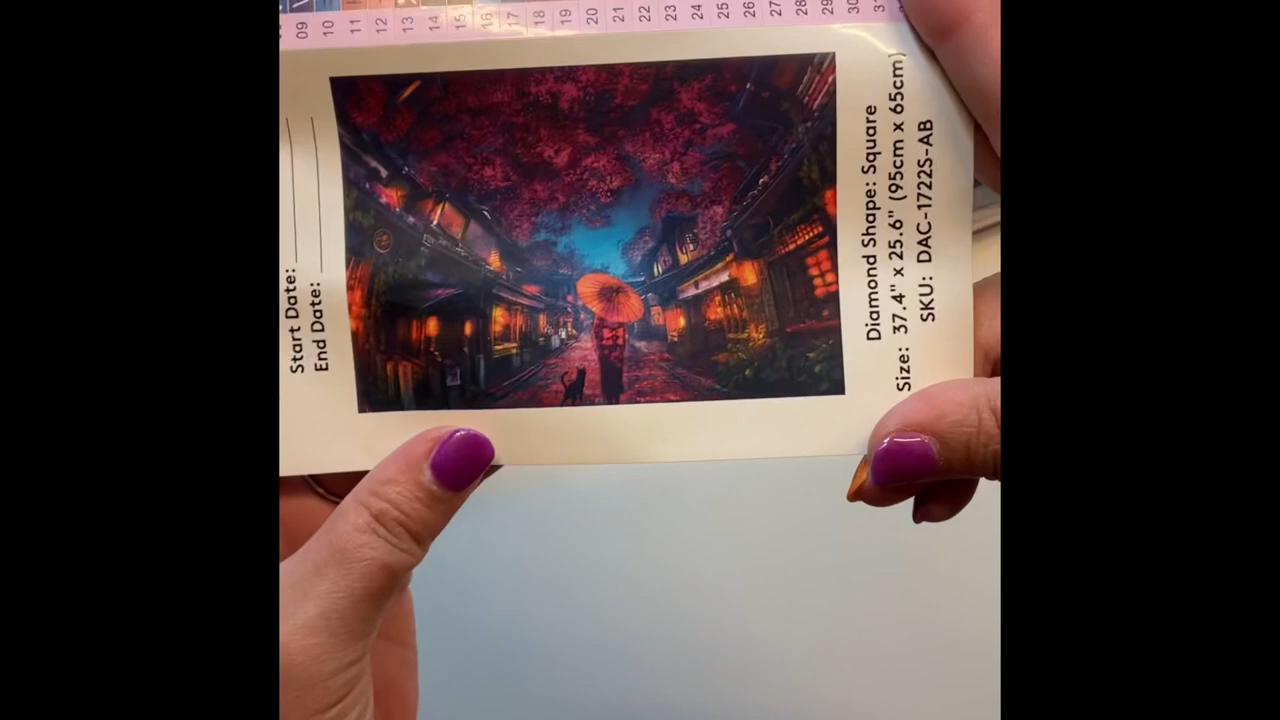 09 10 11 12 13 14 15 16 17 18 19 20 21 22 23 24 25 26 27 28 29 30
Start Date:
End Date:
Diamond Shape: Square
Size: 37.4" x 25.6" (95cm x 65cm)
SKU: DAC-1722S-AB